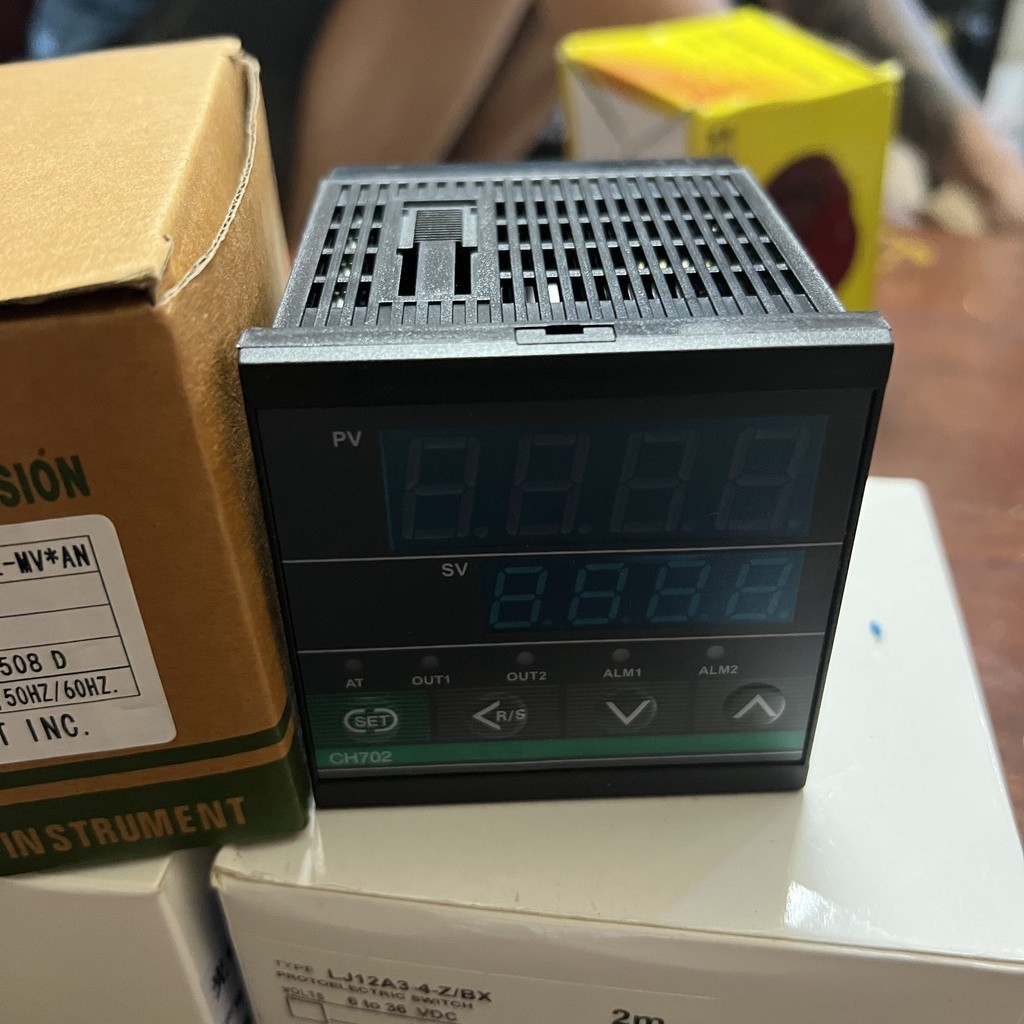 PV
SV
AT OUT1 OUT2 ALM1 ALM2
SET <R/S
CH702
SIÓN
-MV*AN
508 D
50HZ/60HZ.
T INC.
INSTRUMENT
TYPE LJ12A3-4-Z/BX
PROTOELECTRIC SWITCH
VOLTS 6 to 36 VDC
2m